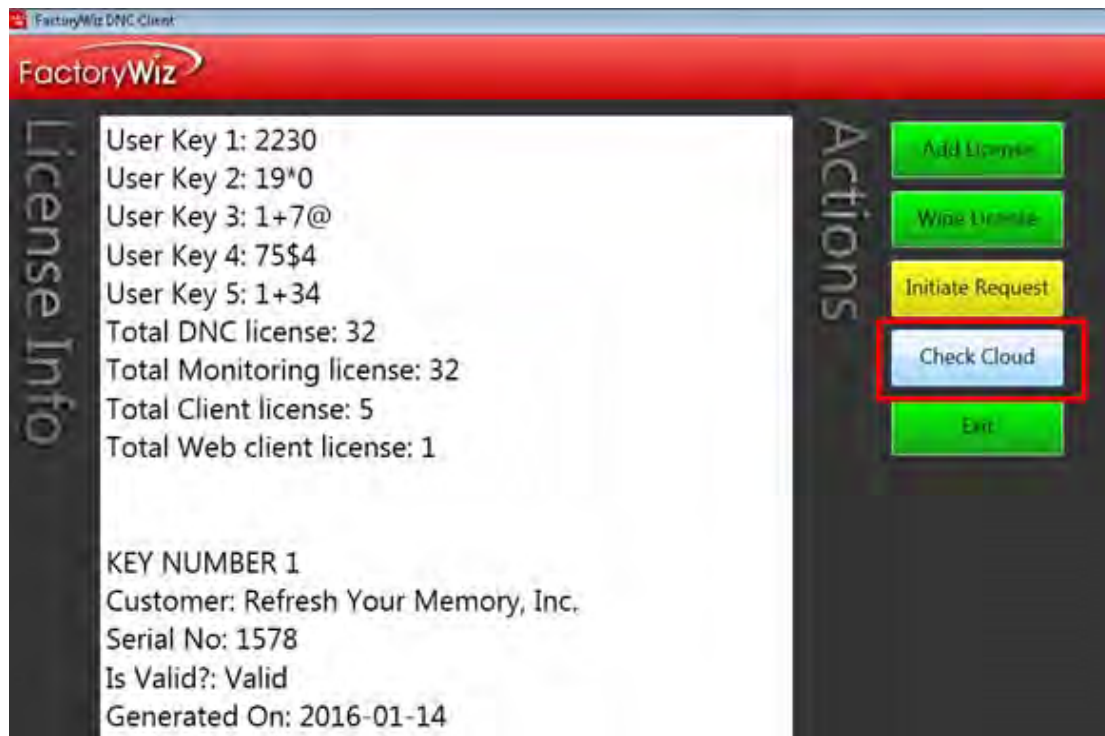 FactoryWiz DNC Client
FactoryWiz
License Info
User Key 1: 2230
User Key 2: 19*0
User Key 3: 1+7@
User Key 4: 75$4
User Key 5: 1+34
Total DNC license: 32
Total Monitoring license: 32
Total Client license: 5
Total Web client license: 1
KEY NUMBER 1
Customer: Refresh Your Memory, Inc.
Serial No: 1578
Is Valid?: Valid
Generated On: 2016-01-14
Actions
Add License
Wipe License
Initiate Request
Check Cloud
Exit